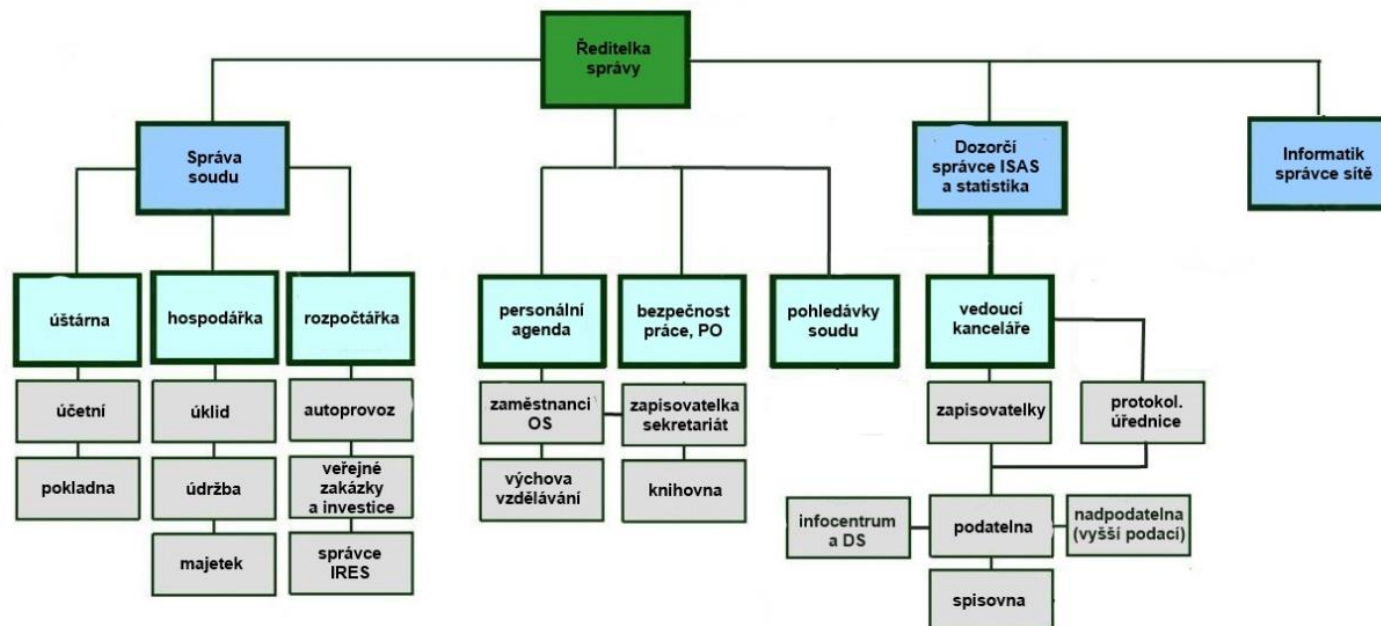 Ředitelka
správy
Správa
soudu
Dozorčí
správce ISAS
a statistika
Informatik
správce sítě
úštárna
hospodářka
rozpočtářka
personální
agenda
bezpečnost
práce, PO
pohledávky
soudu
vedoucí
kanceláře
účetní
úklid
autoprovoz
zaměstnanci
OS
zapisovatelka
sekretariát
zapisovatelky
protokol.
úřednice
pokladna
údržba
veřejné
zakázky
a investice
výchova
vzdělávání
knihovna
infocentrum
a DS
podatelna
nadpodatelna
(vyšší podací)
majetek
správce
IRES
spisovna